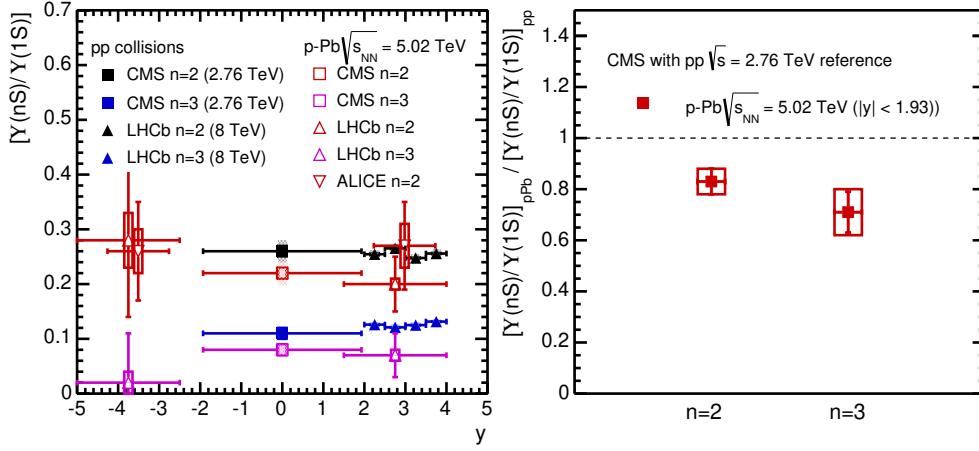 [ϒ(nS)/ϒ(1S)]
0.7
0.6
0.5
0.4
0.3
0.2
0.1
0
pp collisions
CMS n=2 (2.76 TeV)
CMS n=3 (2.76 TeV)
LHCb n=2 (8 TeV)
LHCb n=3 (8 TeV)
p-Pb√s_NN = 5.02 TeV
CMS n=2
CMS n=3
LHCb n=2
LHCb n=3
ALICE n=2
-5 -4 -3 -2 -1 0 1 2 3 4 5
y
[ϒ(nS)/ϒ(1S)]_pPb / [ϒ(nS)/ϒ(1S)]_pp
1.4
1.2
1
0.8
0.6
0.4
0.2
0
CMS with pp √s = 2.76 TeV reference
p-Pb√s_NN = 5.02 TeV (|y| < 1.93))
n=2 n=3